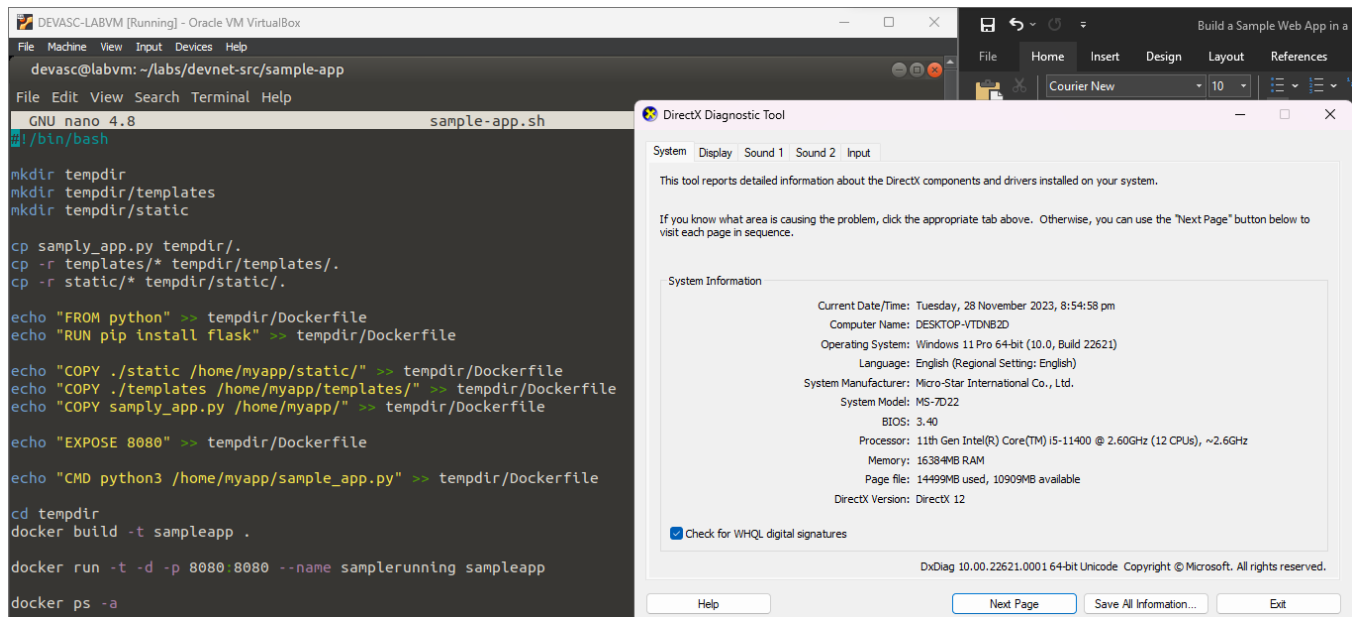 DEVASC-LABVM [Running] - Oracle VM VirtualBox
File Machine View Input Devices Help
devasc@labvm: ~/labs/devnet-src/sample-app
File Edit View Search Terminal Help
GNU nano 4.8 sample-app.sh
#!/bin/bash
mkdir tempdir
mkdir tempdir/templates
mkdir tempdir/static
cp samply_app.py tempdir/.
cp -r templates/* tempdir/templates/.
cp -r static/* tempdir/static/.
echo "FROM python" >> tempdir/Dockerfile
echo "RUN pip install flask" >> tempdir/Dockerfile
echo "COPY ./static /home/myapp/static/" >> tempdir/Dockerfile
echo "COPY ./templates /home/myapp/templates/" >> tempdir/Dockerfile
echo "COPY samply_app.py /home/myapp/" >> tempdir/Dockerfile
echo "EXPOSE 8080" >> tempdir/Dockerfile
echo "CMD python3 /home/myapp/sample_app.py" >> tempdir/Dockerfile
cd tempdir
docker build -t sampleapp .
docker run -t -d -p 8080:8080 --name samplerunning sampleapp
docker ps -a
Build a Sample Web App in a
File Home Insert Design Layout References
Courier New 10
DirectX Diagnostic Tool
System Display Sound 1 Sound 2 Input
This tool reports detailed information about the DirectX components and drivers installed on your system.
If you know what area is causing the problem, click the appropriate tab above. Otherwise, you can use the "Next Page" button below to
visit each page in sequence.
System Information
Current Date/Time: Tuesday, 28 November 2023, 8:54:58 pm
Computer Name: DESKTOP-VTDNB2D
Operating System: Windows 11 Pro 64-bit (10.0, Build 22621)
Language: English (Regional Setting: English)
System Manufacturer: Micro-Star International Co., Ltd.
System Model: MS-7D22
BIOS: 3.40
Processor: 11th Gen Intel(R) Core(TM) i5-11400 @ 2.60GHz (12 CPUs), ~2.6GHz
Memory: 16384MB RAM
Page file: 14499MB used, 10909MB available
DirectX Version: DirectX 12
Check for WHQL digital signatures
DxDiag 10.00.22621.0001 64-bit Unicode Copyright © Microsoft. All rights reserved.
Help Next Page Save All Information... Exit